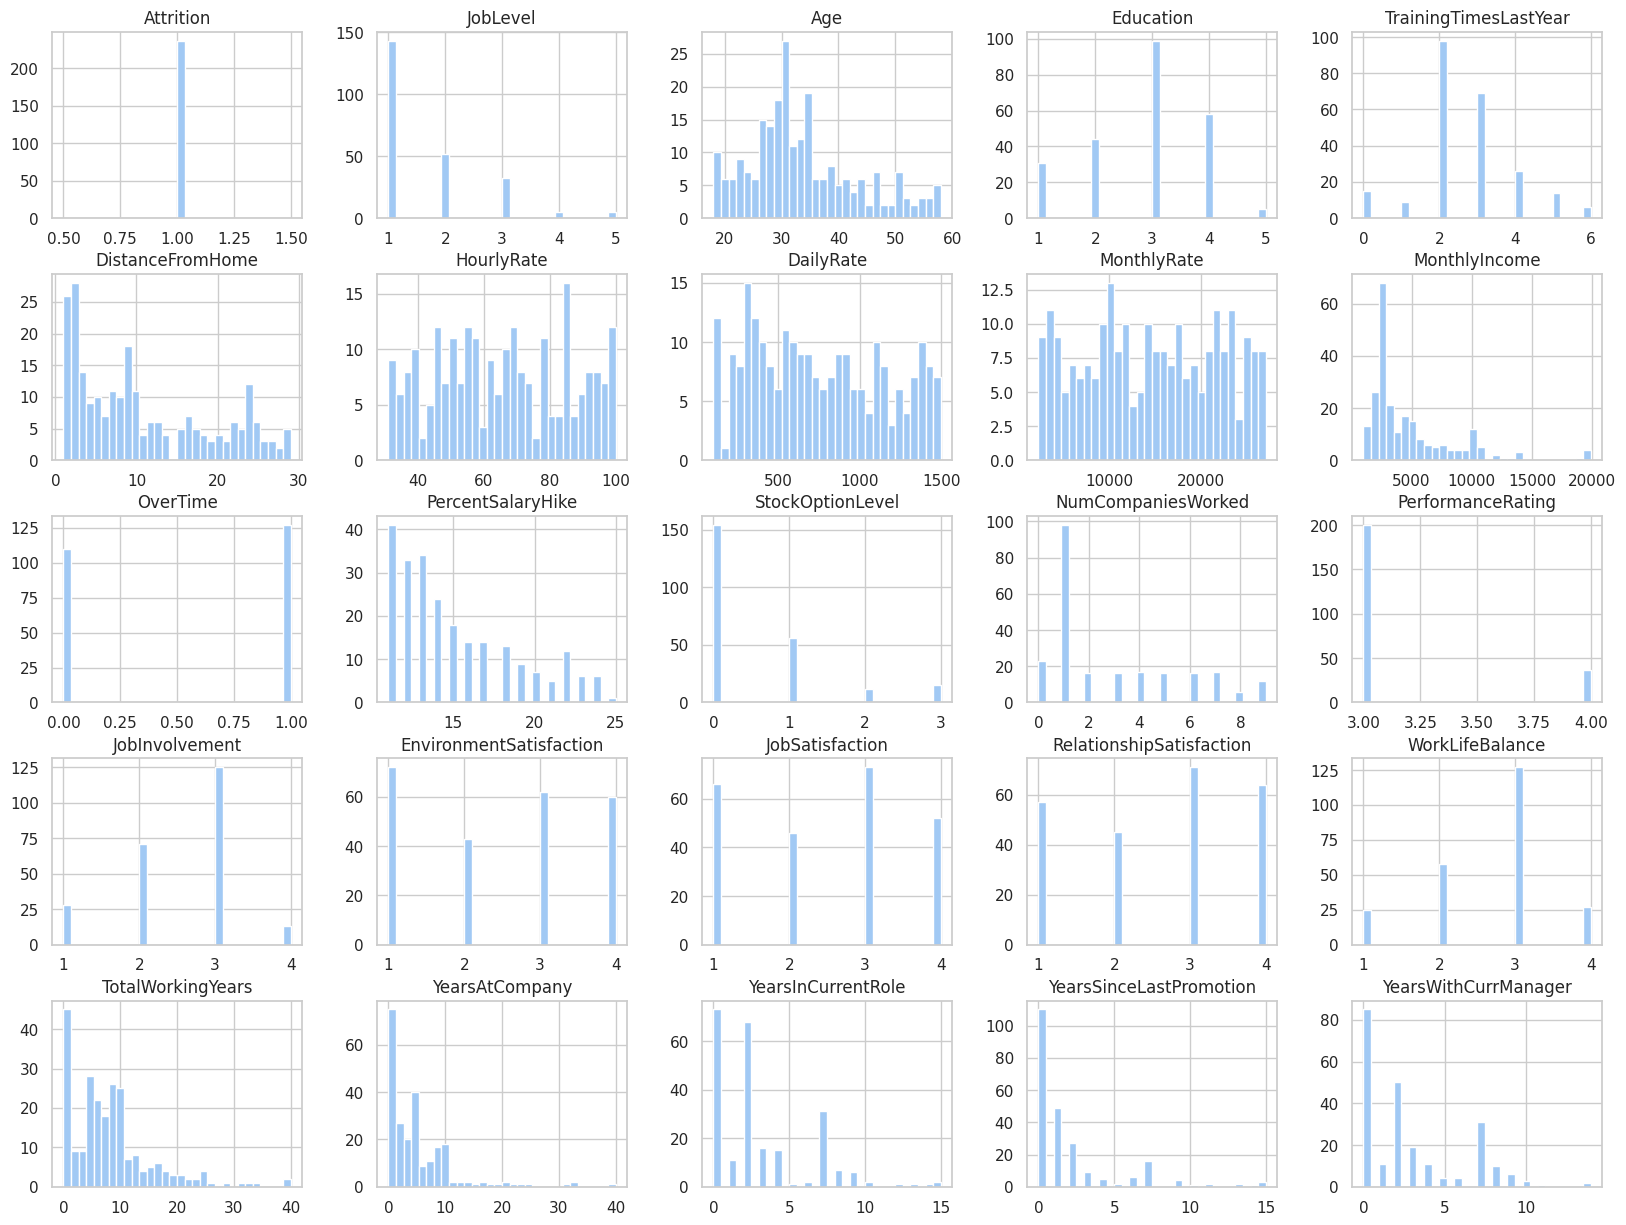 Attrition JobLevel Age Education TrainingTimesLastYear
200 150 100 50 0
0.50 0.75 1.00 1.25 1.50
150 100 50 0
1 2 3 4 5
25 20 15 10 5 0
20 30 40 50 60
100 80 60 40 20 0
1 2 3 4 5
100 80 60 40 20 0
0 2 4 6
DistanceFromHome HourlyRate DailyRate MonthlyRate MonthlyIncome
25 20 15 10 5 0
0 10 20 30
15 10 5 0
40 60 80 100
15 10 5 0
500 1000 1500
12.5 10.0 7.5 5.0 2.5 0.0
10000 20000
60 40 20 0
5000 10000 15000 20000
OverTime PercentSalaryHike StockOptionLevel NumCompaniesWorked PerformanceRating
125 100 75 50 25 0
0.00 0.25 0.50 0.75 1.00
40 30 20 10 0
15 20 25
150 100 50 0
0 1 2 3
100 80 60 40 20 0
0 2 4 6 8
200 150 100 50 0
3.00 3.25 3.50 3.75 4.00
JobInvolvement EnvironmentSatisfaction JobSatisfaction RelationshipSatisfaction WorkLifeBalance
125 100 75 50 25 0
1 2 3 4
60 40 20 0
1 2 3 4
60 40 20 0
1 2 3 4
60 40 20 0
1 2 3 4
125 100 75 50 25 0
1 2 3 4
TotalWorkingYears YearsAtCompany YearsInCurrentRole YearsSinceLastPromotion YearsWithCurrManager
40 30 20 10 0
0 10 20 30 40
60 40 20 0
0 10 20 30 40
60 40 20 0
0 5 10 15
100 80 60 40 20 0
0 5 10 15
80 60 40 20 0
0 5 10